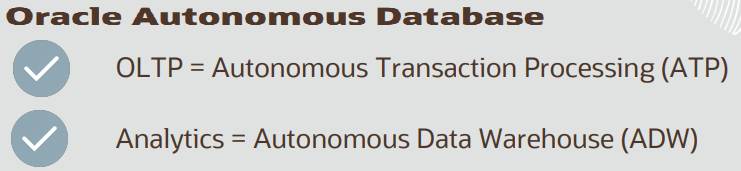 Oracle Autonomous Database
OLTP = Autonomous Transaction Processing (ATP)
Analytics = Autonomous Data Warehouse (ADW)